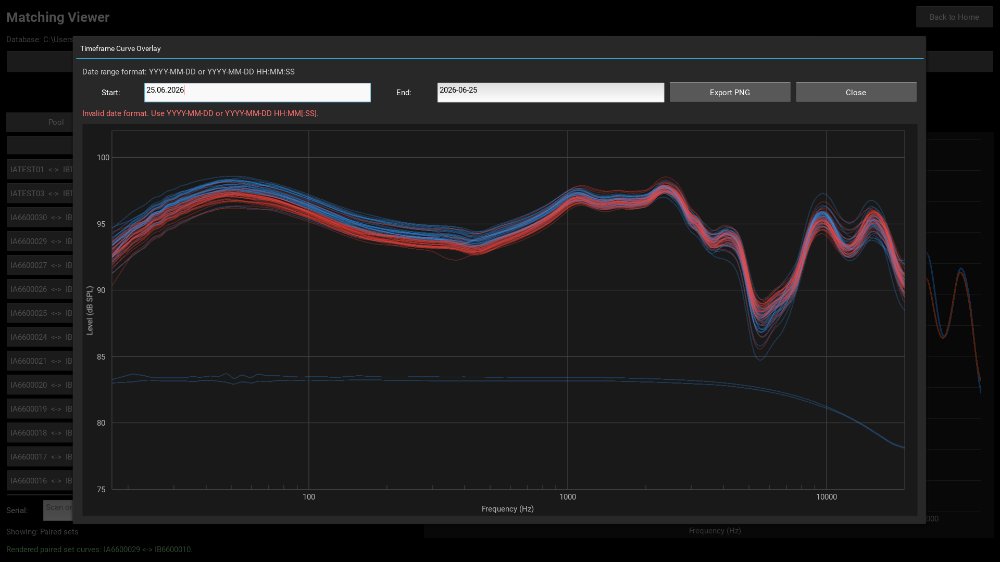 Matching Viewer
Back to Home
Database: C:\Users
Timeframe Curve Overlay
Date range format: YYYY-MM-DD or YYYY-MM-DD HH:MM:SS
Start: 25.06.2026 End: 2026-06-25 Export PNG Close
Invalid date format. Use YYYY-MM-DD or YYYY-MM-DD HH:MM[:SS].
Pool
IATEST01 <-> IBT
IATEST03 <-> IBT
IA6600030 <-> IB
IA6600029 <-> IB
IA6600027 <-> IB
IA6600026 <-> IB
IA6600025 <-> IB
IA6600024 <-> IB
IA6600021 <-> IB
IA6600020 <-> IB
IA6600019 <-> IB
IA6600018 <-> IB
IA6600017 <-> IB
IA6600016 <-> IB
Level (dB SPL)
100
95
90
85
80
75
100 1000 10000
Frequency (Hz)
Serial: Scan or
000
Frequency (Hz)
Showing: Paired sets
Rendered paired set curves: IA6600029 <-> IB6600010.